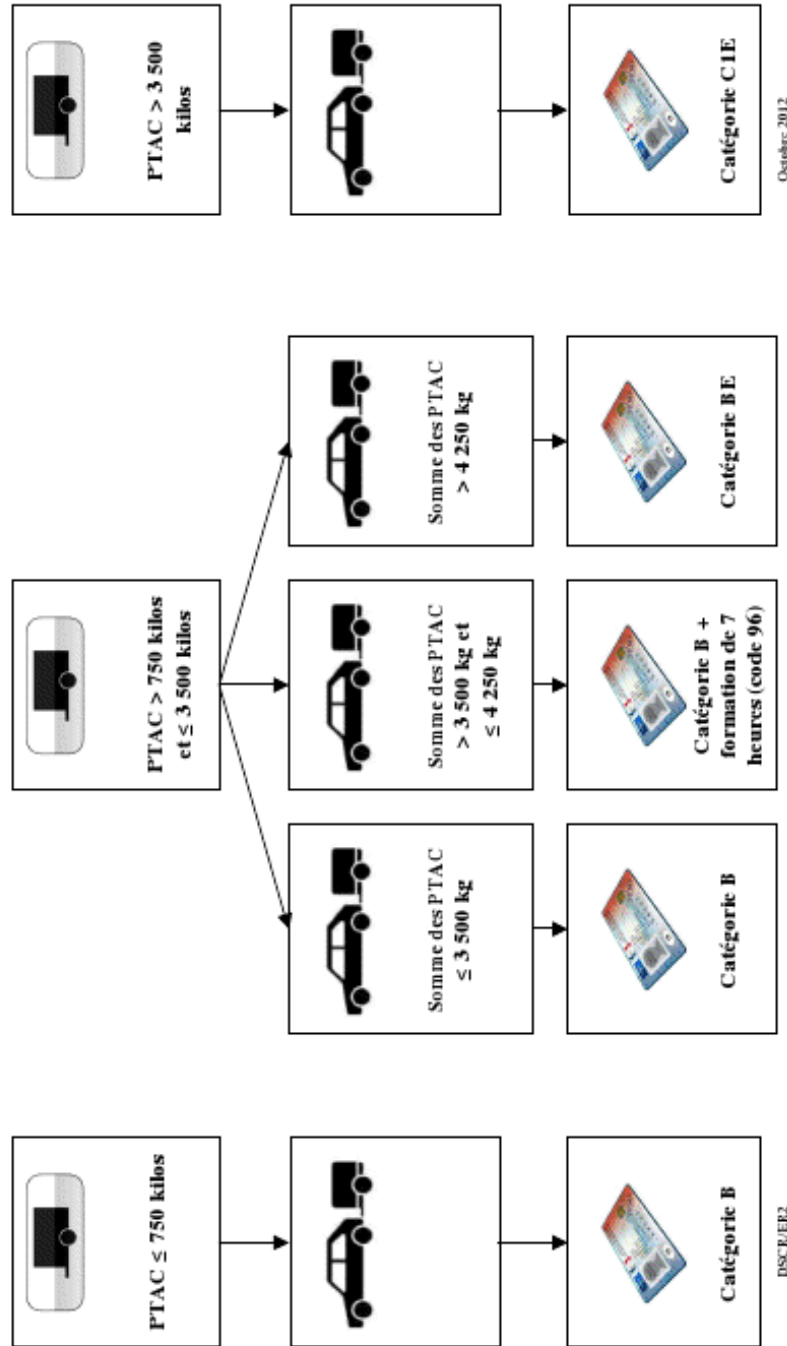 PTAC ≤ 750 kilos
Catégorie B
PTAC > 750 kilos
et ≤ 3 500 kilos
Somme des PTAC
≤ 3 500 kg
Catégorie B
Somme des PTAC
> 3 500 kg et
≤ 4 250 kg
Catégorie B +
formation de 7
heures (code 96)
Somme des PTAC
> 4 250 kg
Catégorie BE
PTAC > 3 500
kilos
Catégorie C1E
DSCR/ER2
Octobre 2012